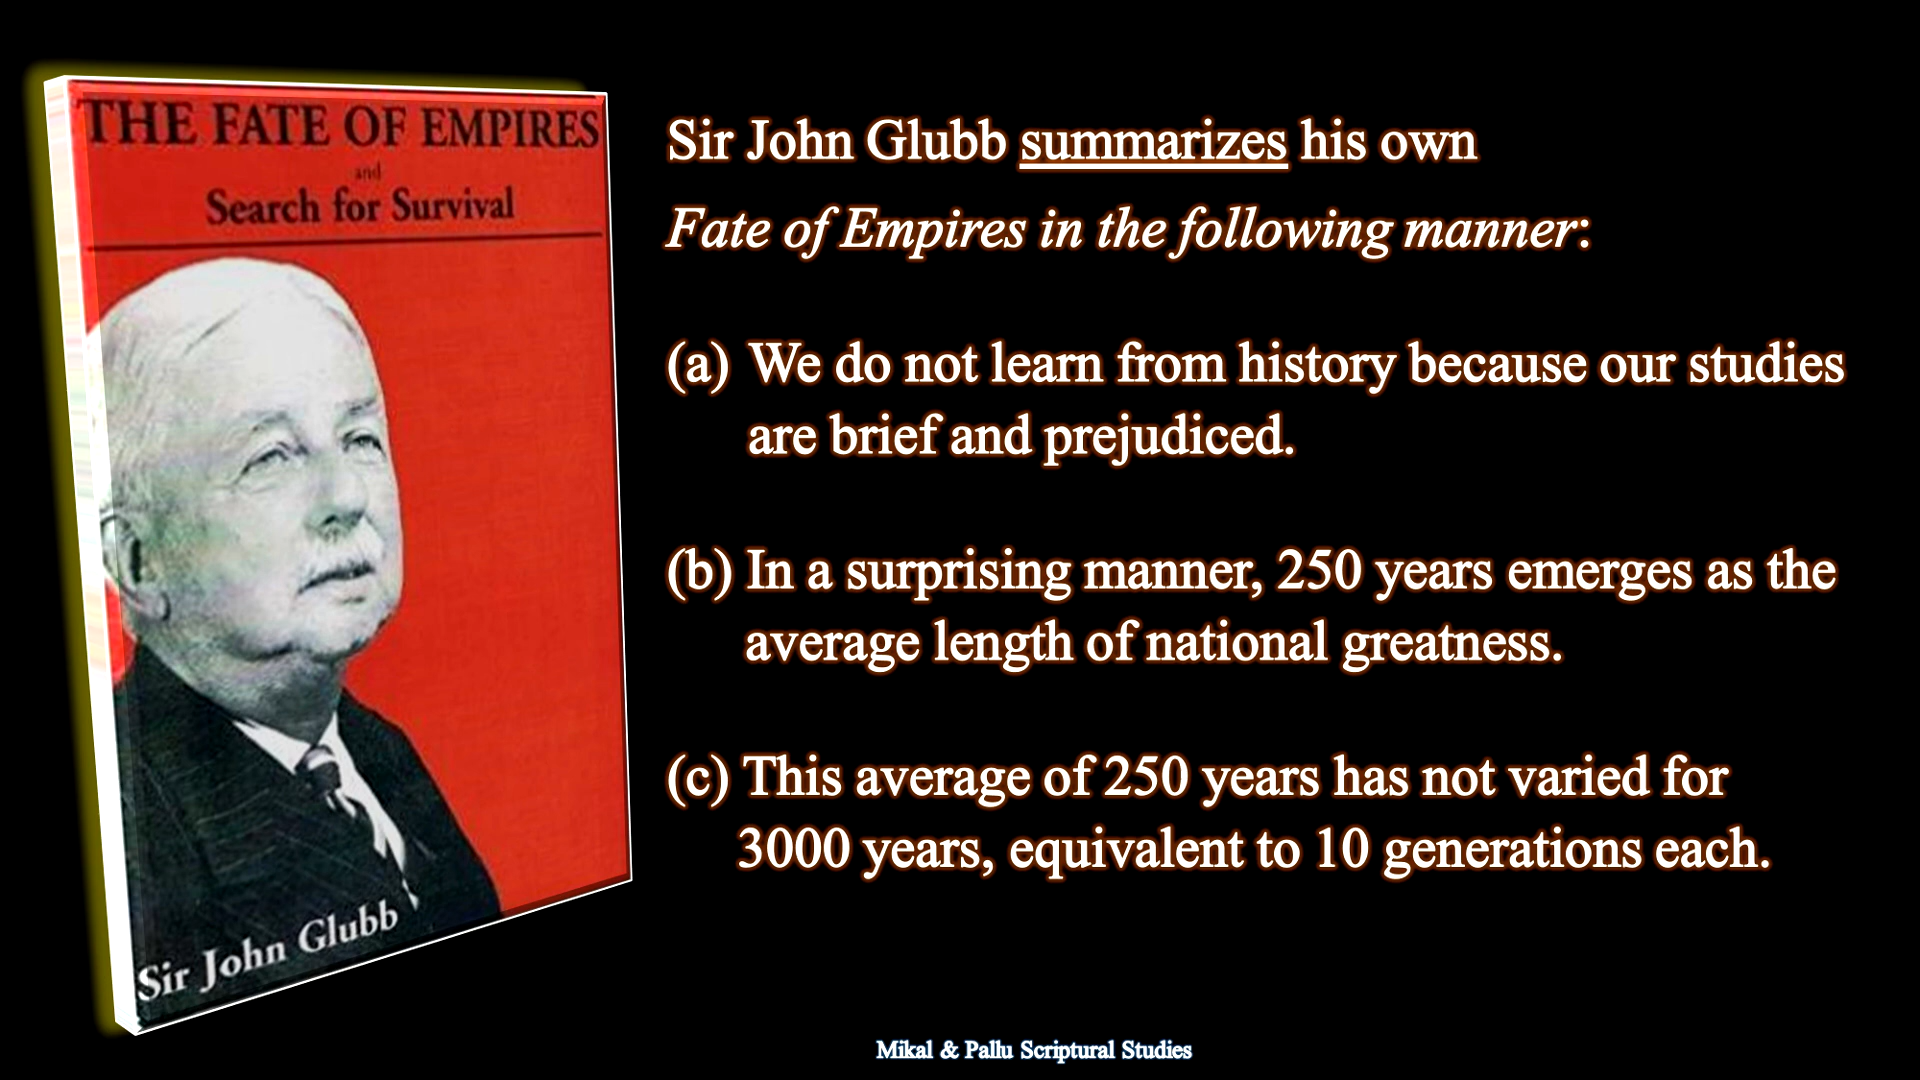 THE FATE OF EMPIRES
and
Search for Survival
Sir John Glubb
Sir John Glubb summarizes his own
Fate of Empires in the following manner:
(a) We do not learn from history because our studies
are brief and prejudiced.
(b) In a surprising manner, 250 years emerges as the
average length of national greatness.
(c) This average of 250 years has not varied for
3000 years, equivalent to 10 generations each.
Mikal & Pallu Scriptural Studies